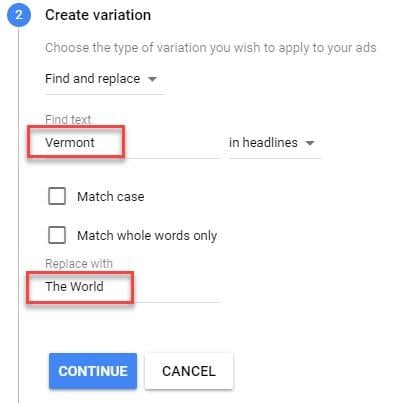 2 Create variation
Choose the type of variation you wish to apply to your ads
Find and replace
Find text
Vermont in headlines
Match case
Match whole words only
Replace with
The World
CONTINUE CANCEL